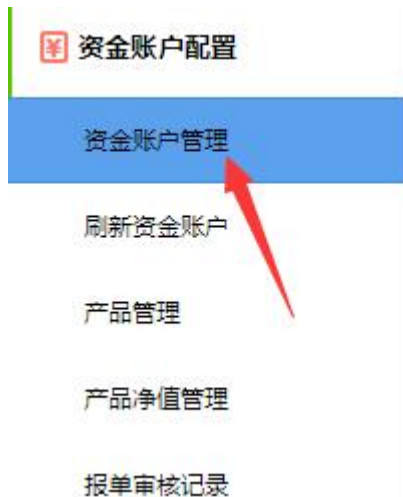 资金账户配置
资金账户管理
刷新资金账户
产品管理
产品净值管理
报单审核记录